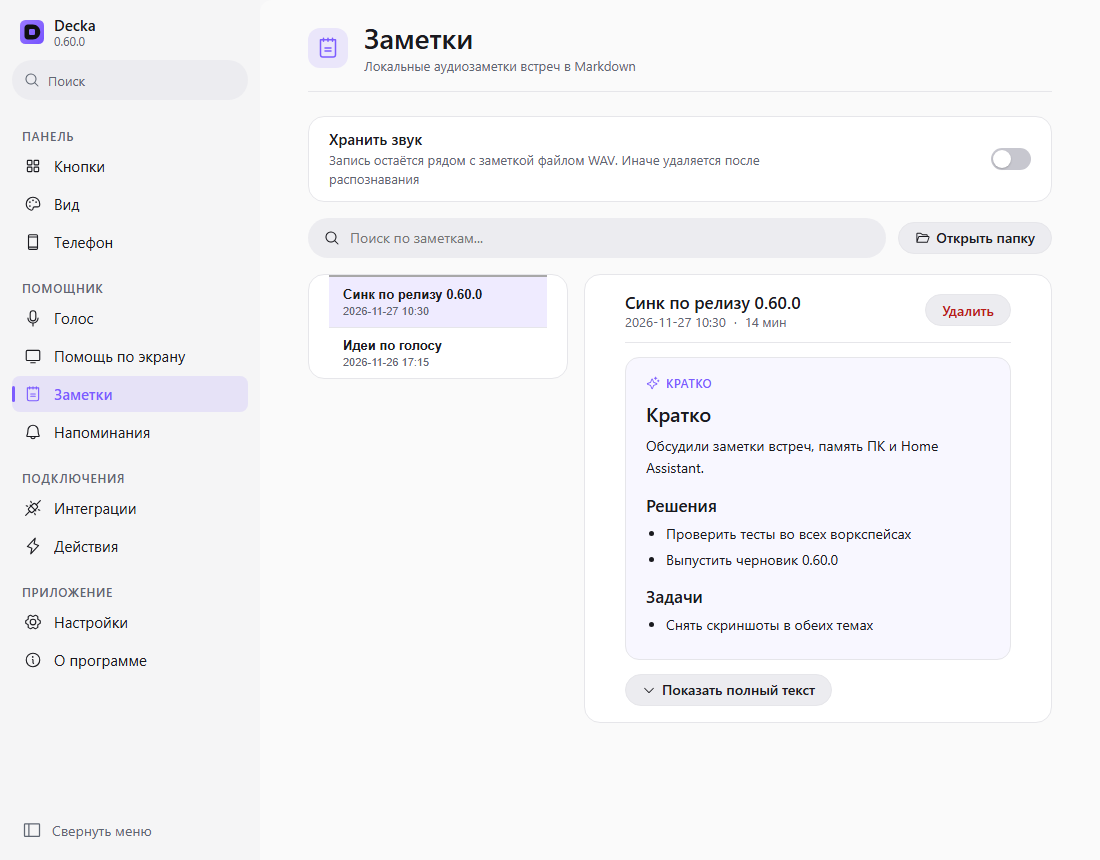 Decka
0.60.0
Поиск
ПАНЕЛЬ
Кнопки
Вид
Телефон
ПОМОЩНИК
Голос
Помощь по экрану
Заметки
Напоминания
ПОДКЛЮЧЕНИЯ
Интеграции
Действия
ПРИЛОЖЕНИЕ
Настройки
О программе
Свернуть меню
Заметки
Локальные аудиозаметки встреч в Markdown
Хранить звук
Запись остаётся рядом с заметкой файлом WAV. Иначе удаляется после
распознавания
Поиск по заметкам...
Открыть папку
Синк по релизу 0.60.0
2026-11-27 10:30
Идеи по голосу
2026-11-26 17:15
Синк по релизу 0.60.0
2026-11-27 10:30 · 14 мин
Удалить
КРАТКО
Кратко
Обсудили заметки встреч, память ПК и Home
Assistant.
Решения
• Проверить тесты во всех воркспейсах
• Выпустить черновик 0.60.0
Задачи
• Снять скриншоты в обеих темах
Показать полный текст